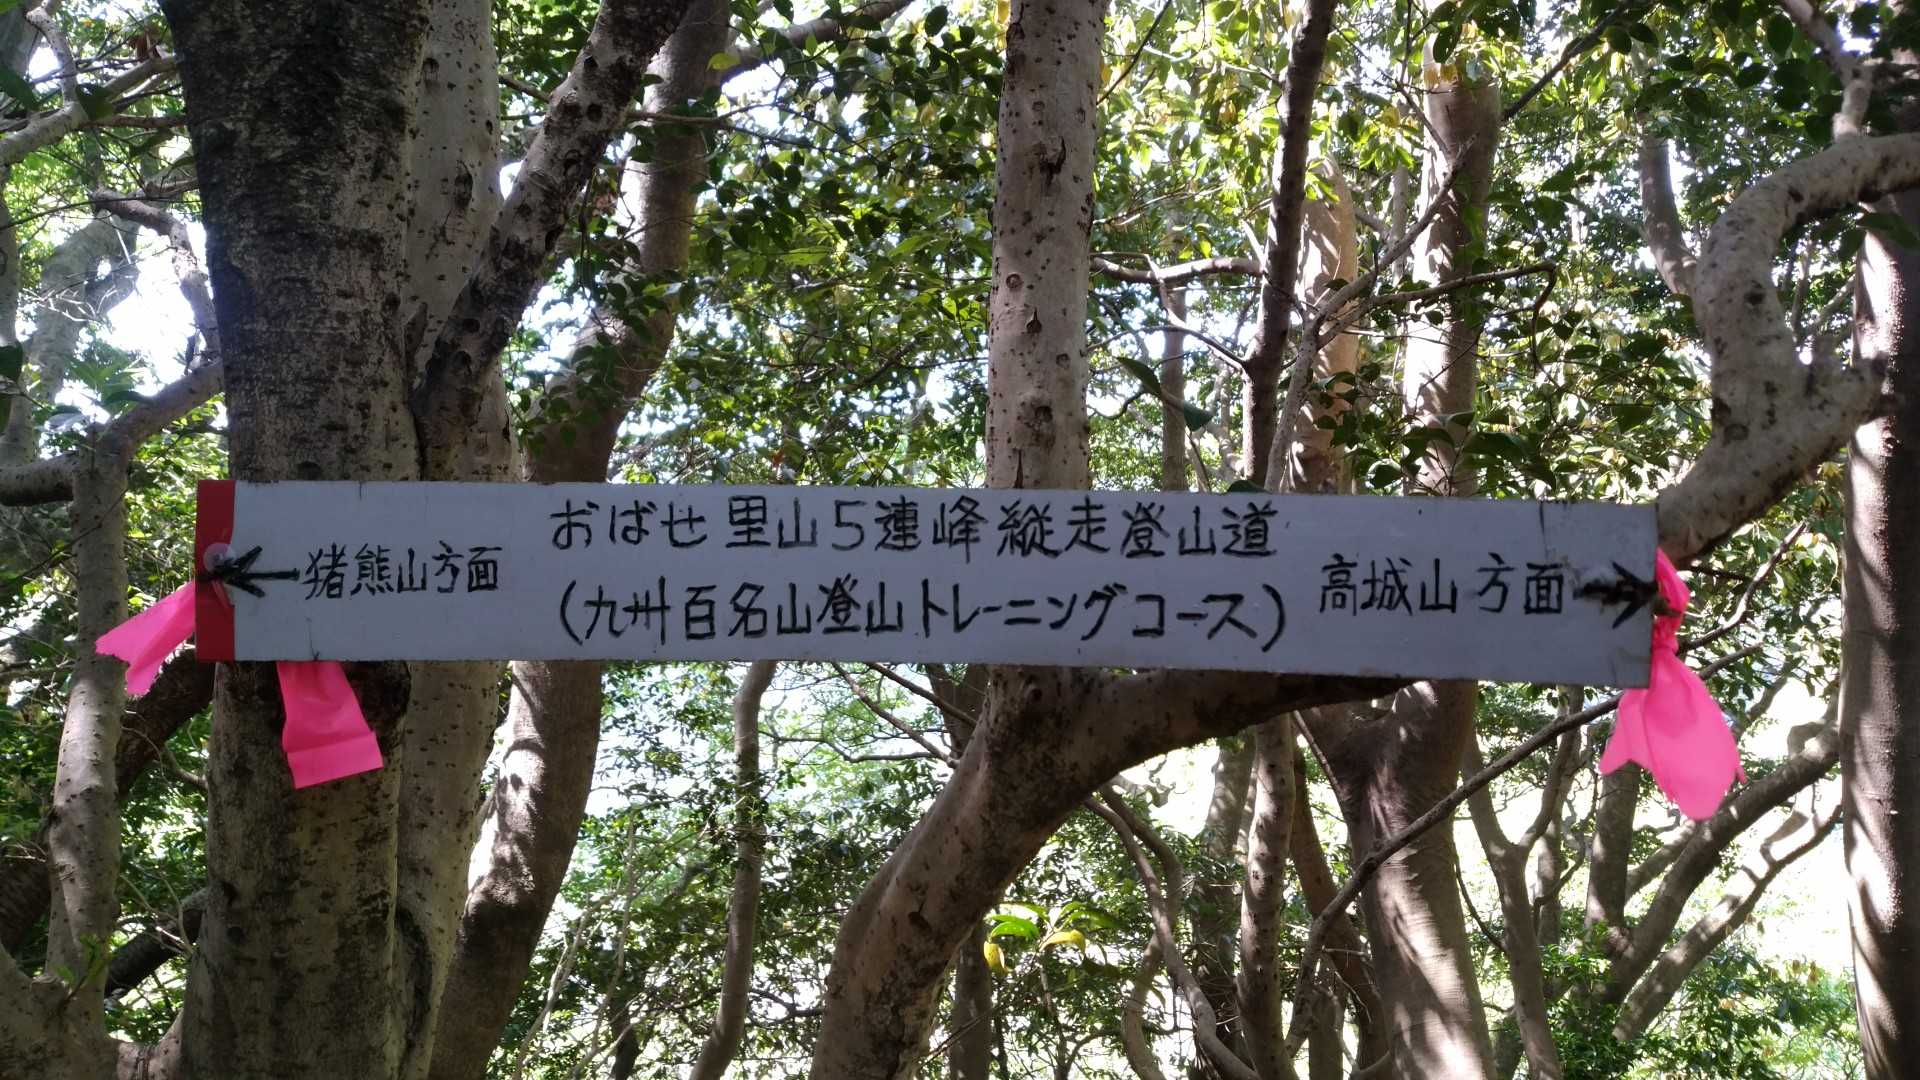 おばせ里山5連峰縦走登山道
(九州百名山登山トレーニングコース)
←猪熊山方面
高城山方面→